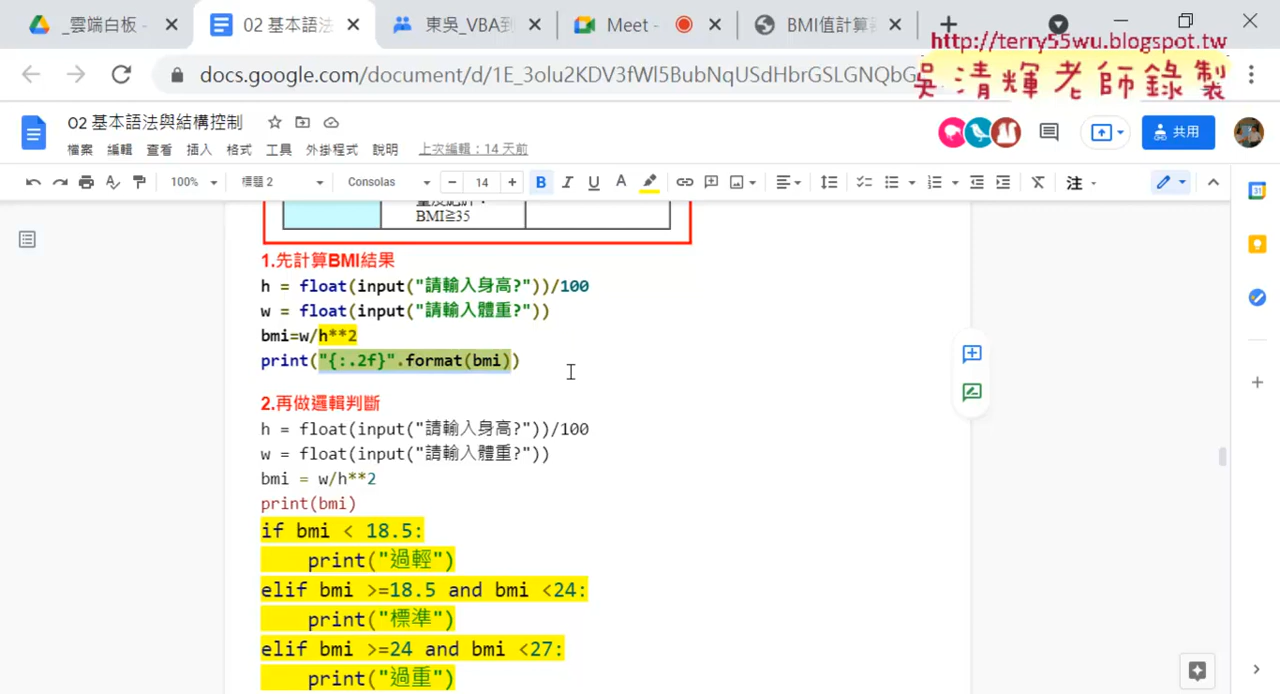 _雲端白板 -
02 基本語法
東吳_VBA到
Meet -
BMI值計算
http://terry55wu.blogspot.tw
docs.google.com/document/d/1E_3olu2KDV3fWl5BubNqUSdHbrGSLGNQbG
吳清輝老師錄製
02 基本語法與結構控制
共用
檔案 編輯 查看 插入 格式 工具 外掛程式 說明 上次編輯：14 天前
100% 標題 2 Consolas - 14 + B I U A 注
BMI≧35
1.先計算BMI結果
h = float(input("請輸入身高?"))/100
w = float(input("請輸入體重?"))
bmi=w/h**2
print("{:.2f}".format(bmi))
2.再做邏輯判斷
h = float(input("請輸入身高?"))/100
w = float(input("請輸入體重?"))
bmi = w/h**2
print(bmi)
if bmi < 18.5:
print("過輕")
elif bmi >=18.5 and bmi <24:
print("標準")
elif bmi >=24 and bmi <27:
print("過重")